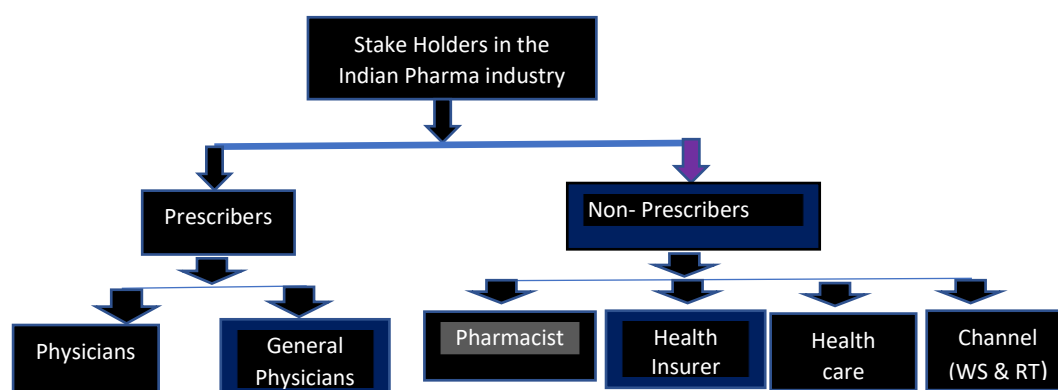 Stake Holders in the
Indian Pharma industry
Prescribers
Non- Prescribers
Physicians
General
Physicians
Pharmacist
Health
Insurer
Health
care
Channel
(WS & RT)